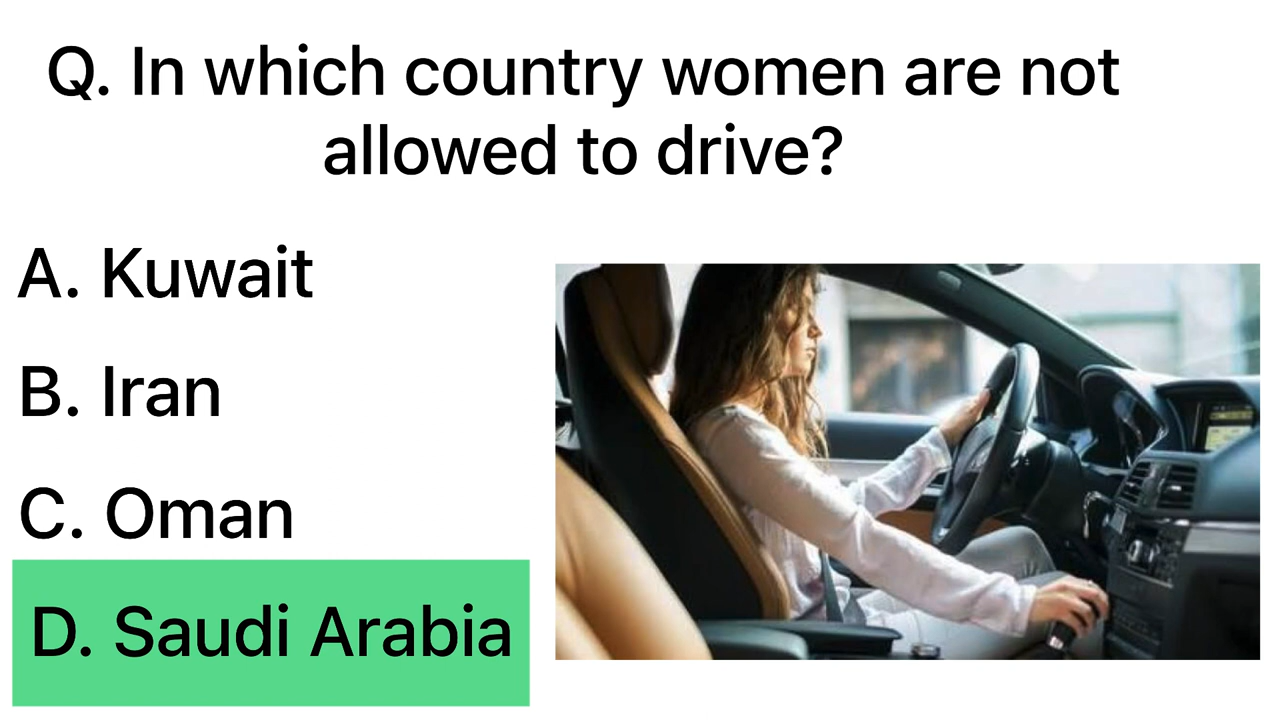 Q. In which country women are not
allowed to drive?
A. Kuwait
B. Iran
C. Oman
D. Saudi Arabia